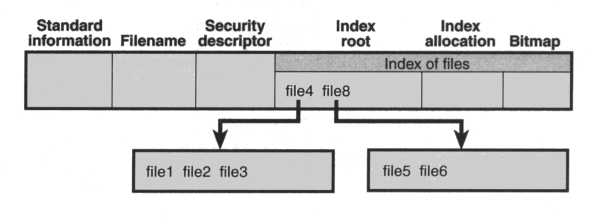 Standard information Filename Security descriptor Index root Index allocation Bitmap
Index of files
file4 file8
file1 file2 file3
file5 file6